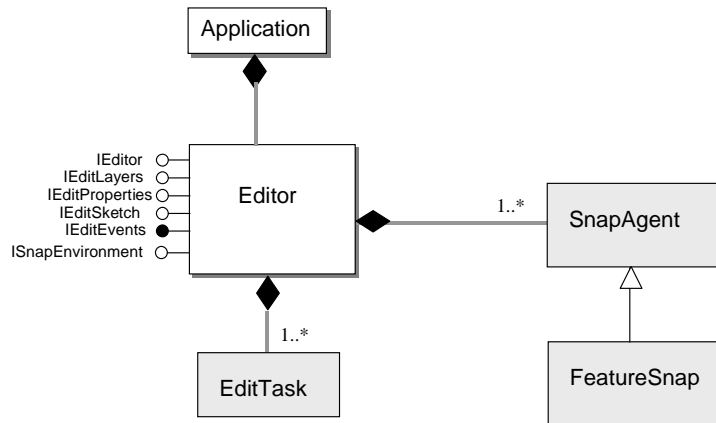 Application
IEditor
IEditLayers
IEditProperties
IEditSketch
IEditEvents
ISnapEnvironment
Editor
1..*
SnapAgent
1..*
EditTask
FeatureSnap